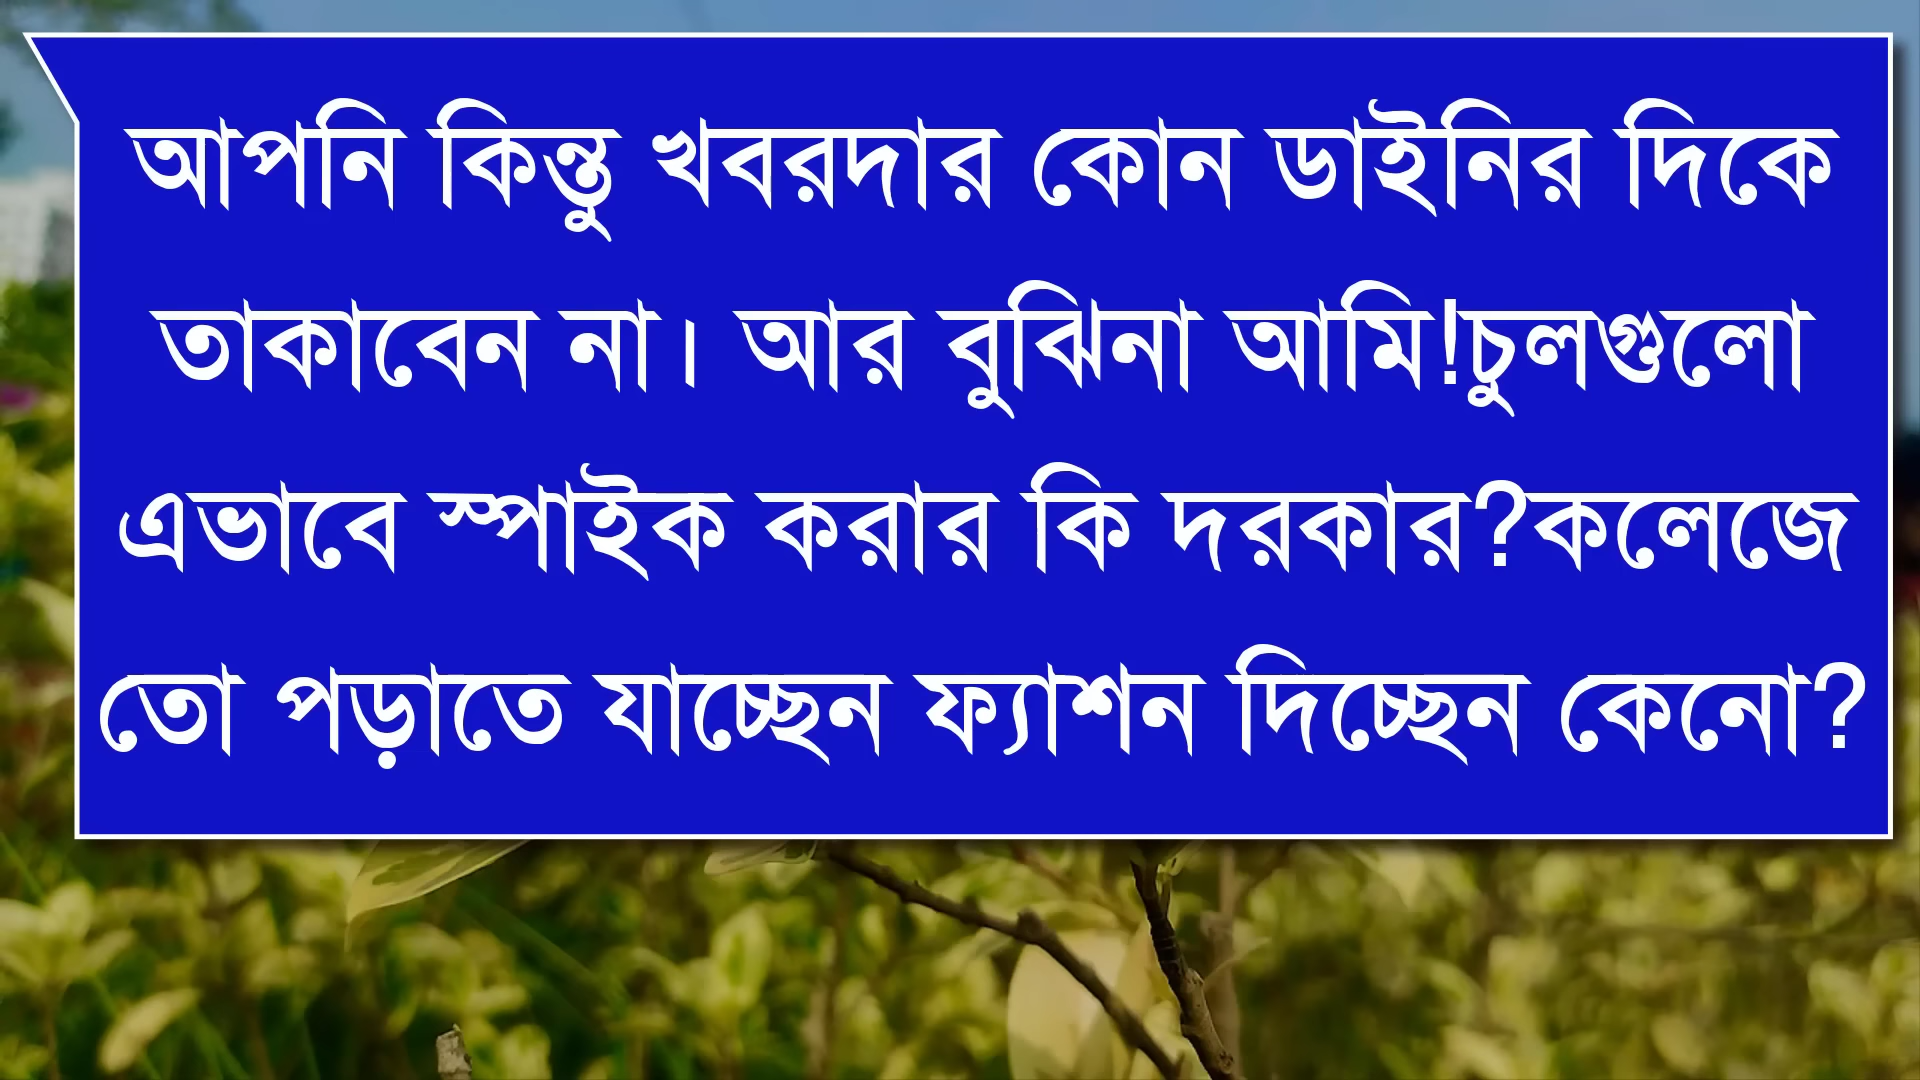 আপনি কিন্তু খবরদার কোন ডাইনির দিকে
তাকাবেন না। আর বুঝিনা আমি!চুলগুলো
এভাবে স্পাইক করার কি দরকার?কলেজে
তো পড়াতে যাচ্ছেন ফ্যাশন দিচ্ছেন কেনো?